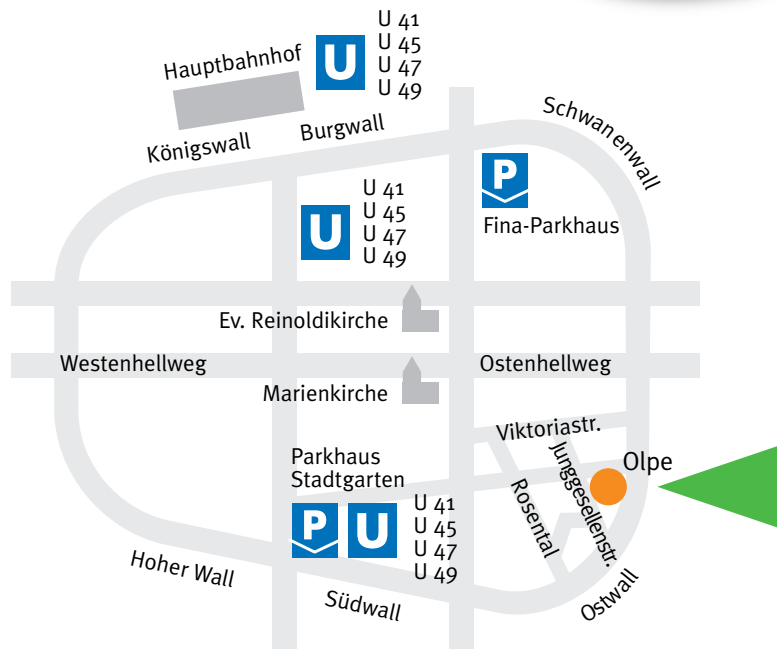 U 41
U 45
U 47
U 49
Hauptbahnhof
U
Königswall
Burgwall
Schwanenwall
P
Fina-Parkhaus
U
U 41
U 45
U 47
U 49
Ev. Reinoldikirche
Westenhellweg
Ostenhellweg
Marienkirche
Viktoriastr.
Junggesellenstr.
Olpe
Rosental
Parkhaus
Stadtgarten
P
U
U 41
U 45
U 47
U 49
Hoher Wall
Südwall
Ostwall